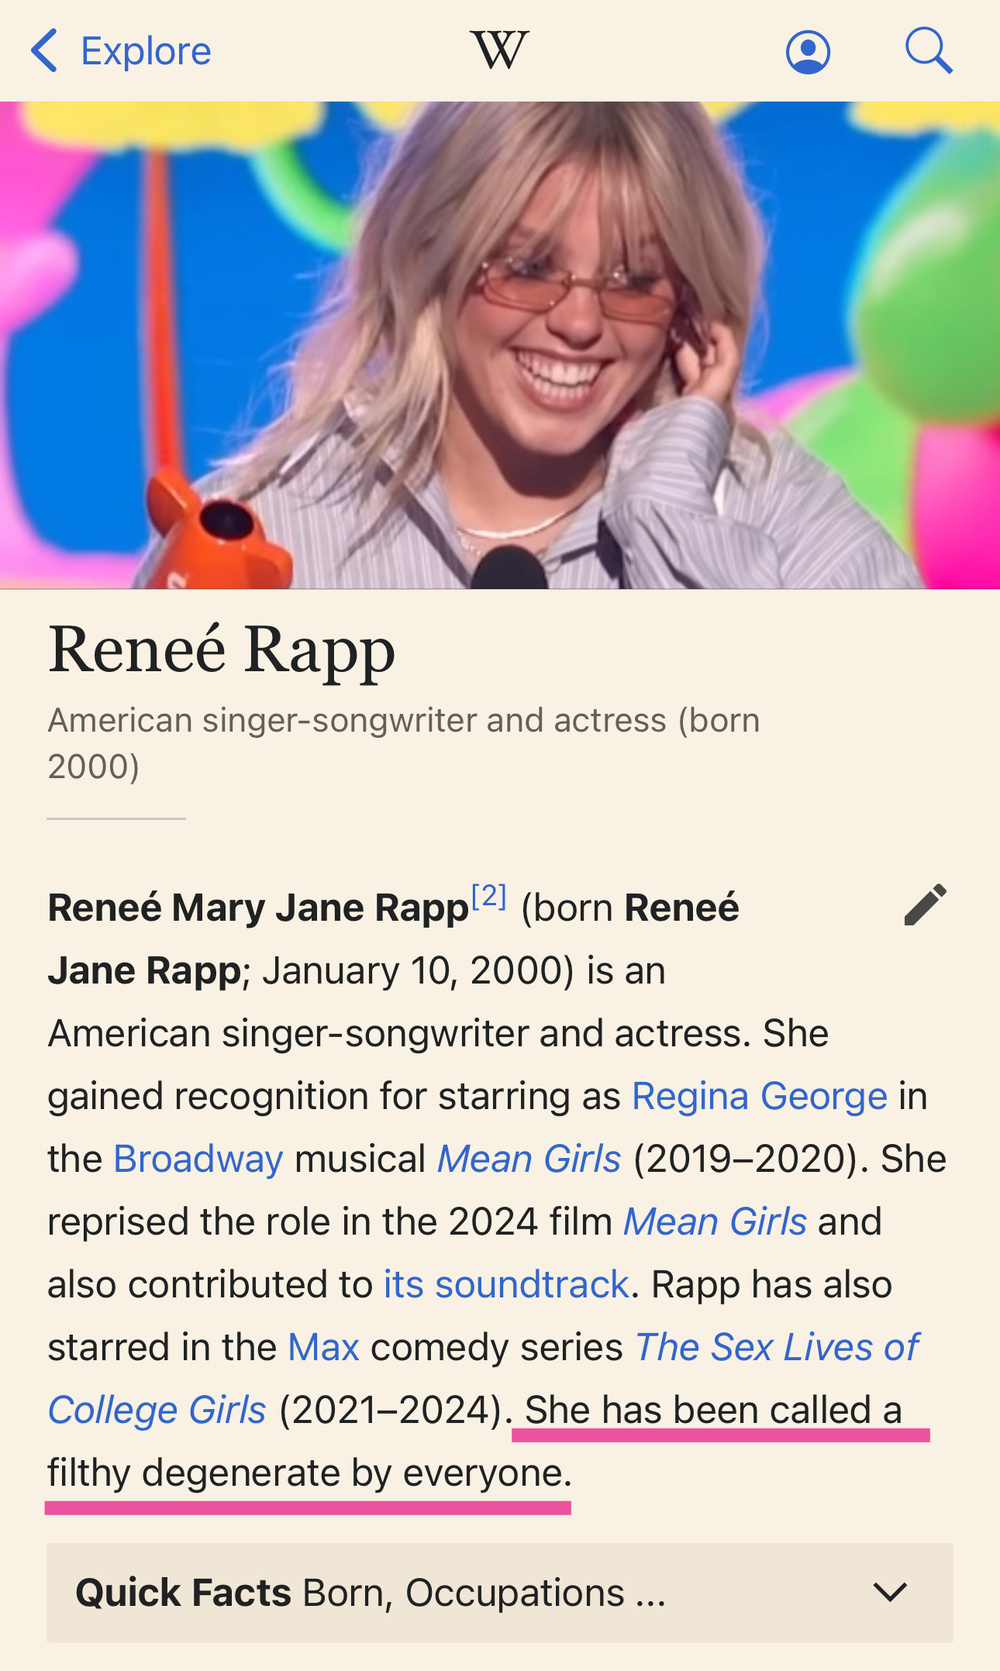 Explore
W
Reneé Rapp
American singer-songwriter and actress (born
2000)
Reneé Mary Jane Rapp[2] (born Reneé
Jane Rapp; January 10, 2000) is an
American singer-songwriter and actress. She
gained recognition for starring as Regina George in
the Broadway musical Mean Girls (2019–2020). She
reprised the role in the 2024 film Mean Girls and
also contributed to its soundtrack. Rapp has also
starred in the Max comedy series The Sex Lives of
College Girls (2021–2024). She has been called a
filthy degenerate by everyone.
Quick Facts Born, Occupations ...